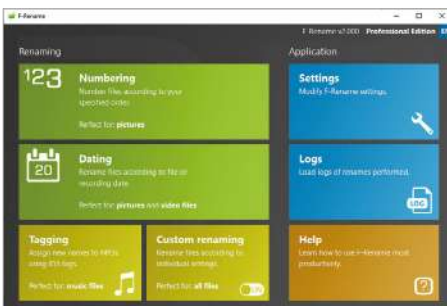 F-Rename
F-Rename v2.000 Professional Edition EN
Renaming
Application
123
Numbering
Number files according to your
specified order.
Perfect for: pictures
Settings
Modify F-Rename settings.
20
Dating
Rename files according to file or
recording date.
Perfect for: pictures and video files
Logs
Load logs of renames performed.
LOG
Tagging
Assign new names to MP3s
using ID3 tags.
Perfect for: music files
Custom renaming
Rename files according to
individual settings.
Perfect for: all files
Help
Learn how to use F-Rename most
productively.
?